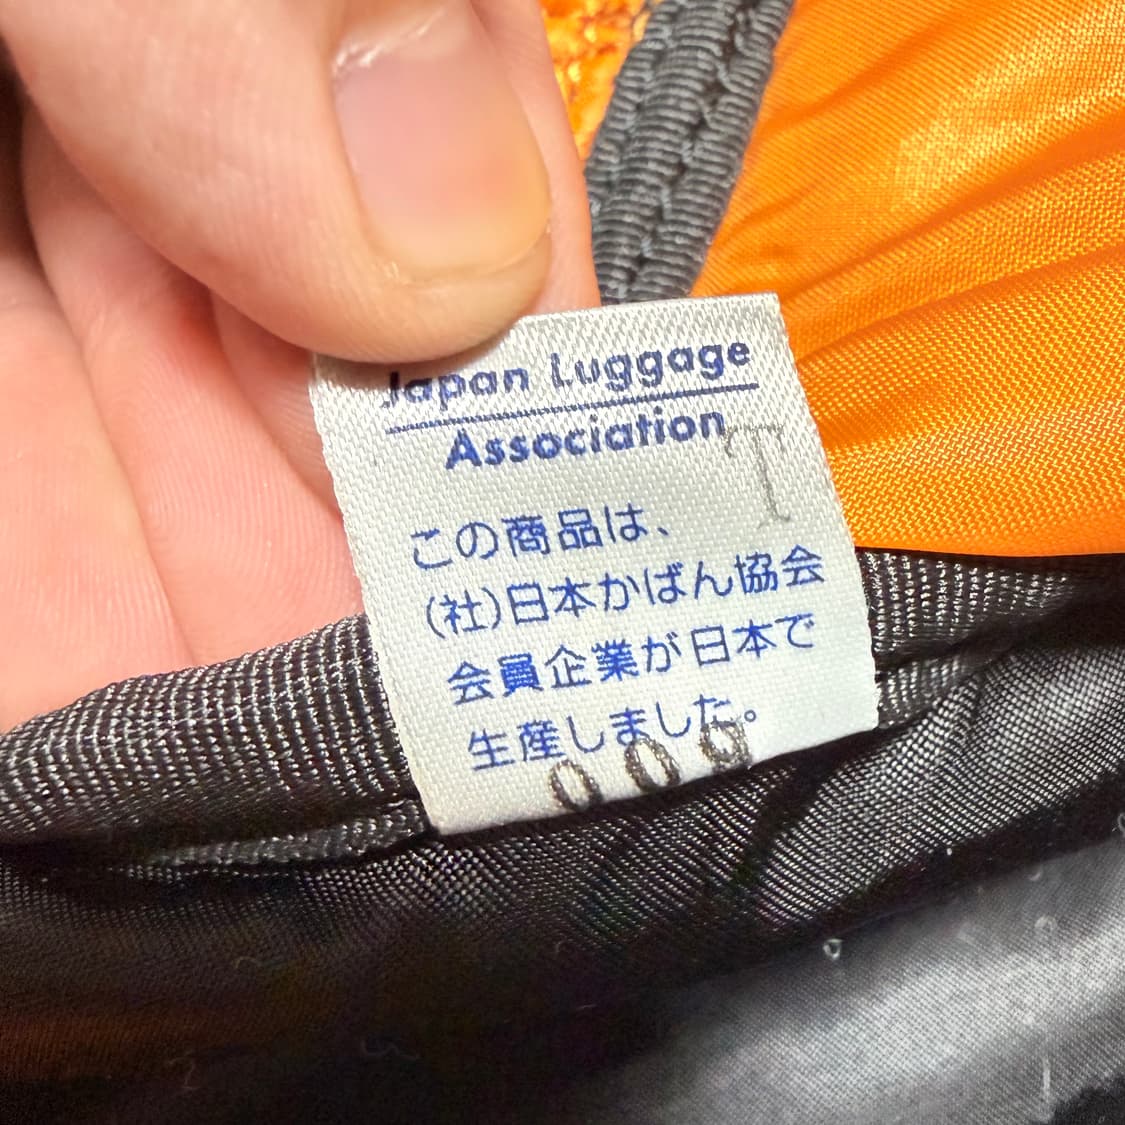 Japan Luggage
Association
T
この商品は、
(社)日本かばん協会
会員企業が日本で
生産しました。
009